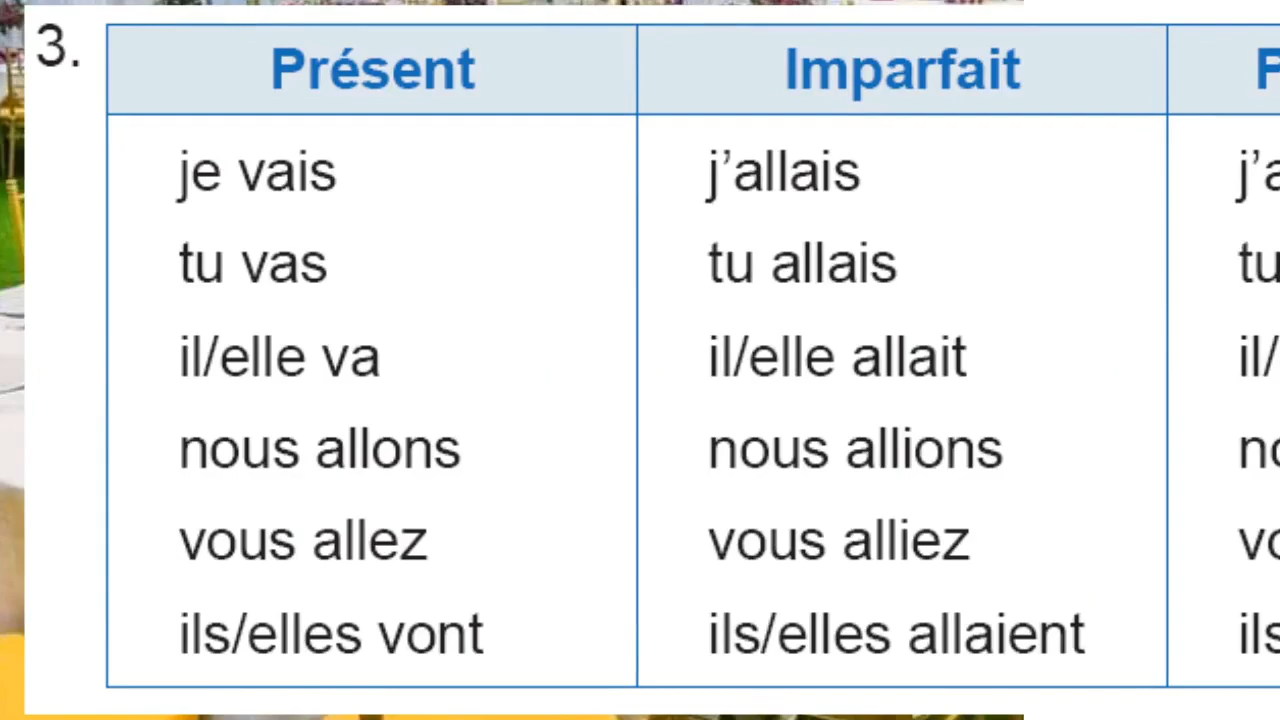 3.
Présent Imparfait
je vais j’allais
tu vas tu allais
il/elle va il/elle allait
nous allons nous allions
vous allez vous alliez
ils/elles vont ils/elles allaient